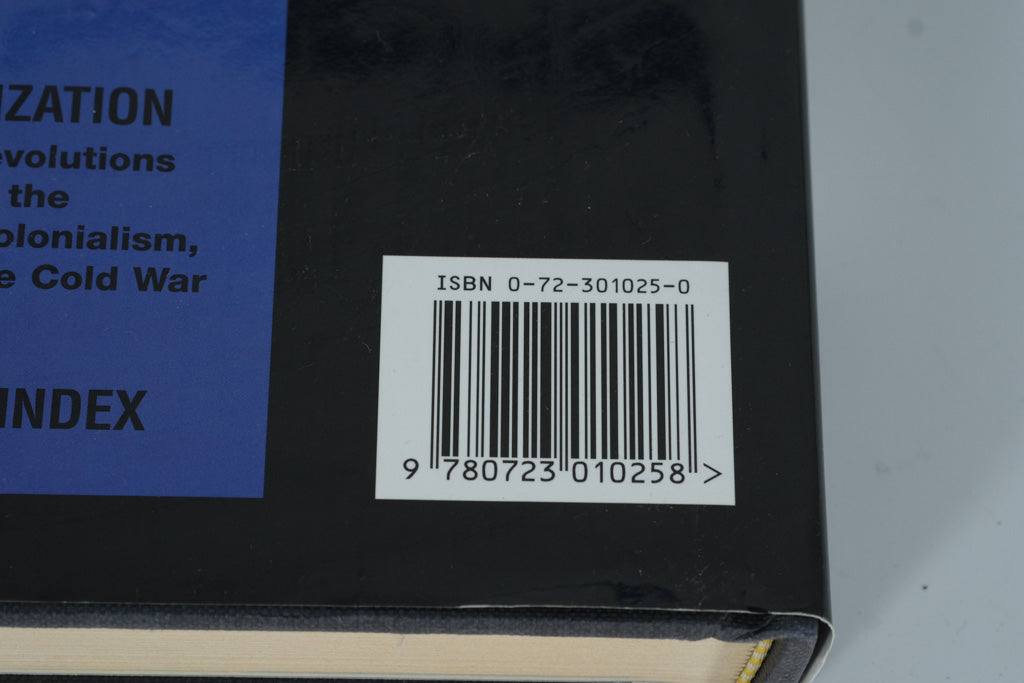 IZATION
evolutions
the
olonialism,
e Cold War
INDEX
ISBN 0-72-301025-0
9 780723 010258 >